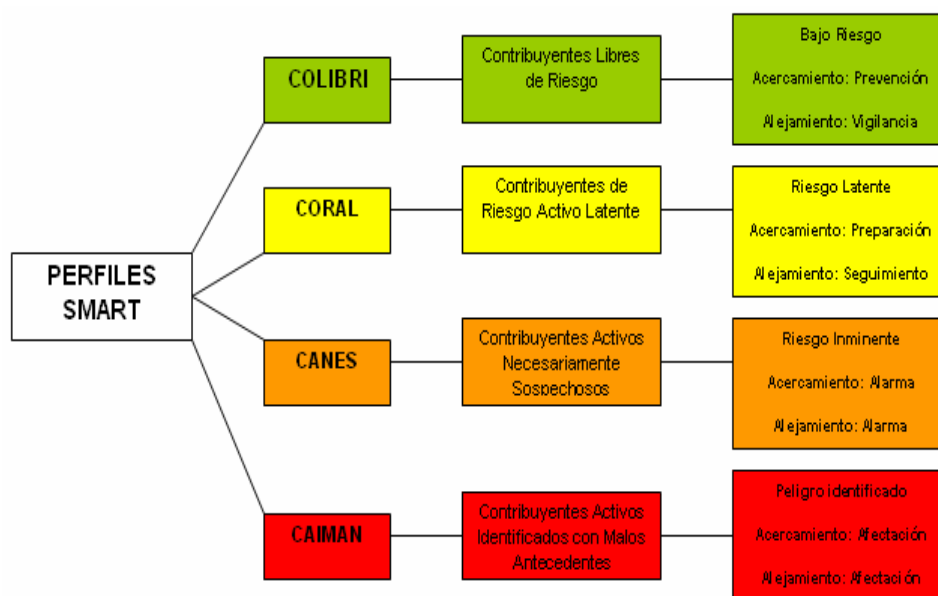 PERFILES
SMART
COLIBRI
Contribuyentes Libres
de Riesgo
Bajo Riesgo
Acercamiento: Prevención
Alejamiento: Vigilancia
CORAL
Contribuyentes de
Riesgo Activo Latente
Riesgo Latente
Acercamiento: Preparación
Alejamiento: Seguimiento
CANES
Contribuyentes Activos
Necesariamente
Sospechosos
Riesgo Inminente
Acercamiento: Alarma
Alejamiento: Alarma
CAIMAN
Contribuyentes Activos
Identificados con Malos
Antecedentes
Peligro identificado
Acercamiento: Afectación
Alejamiento: Afectación